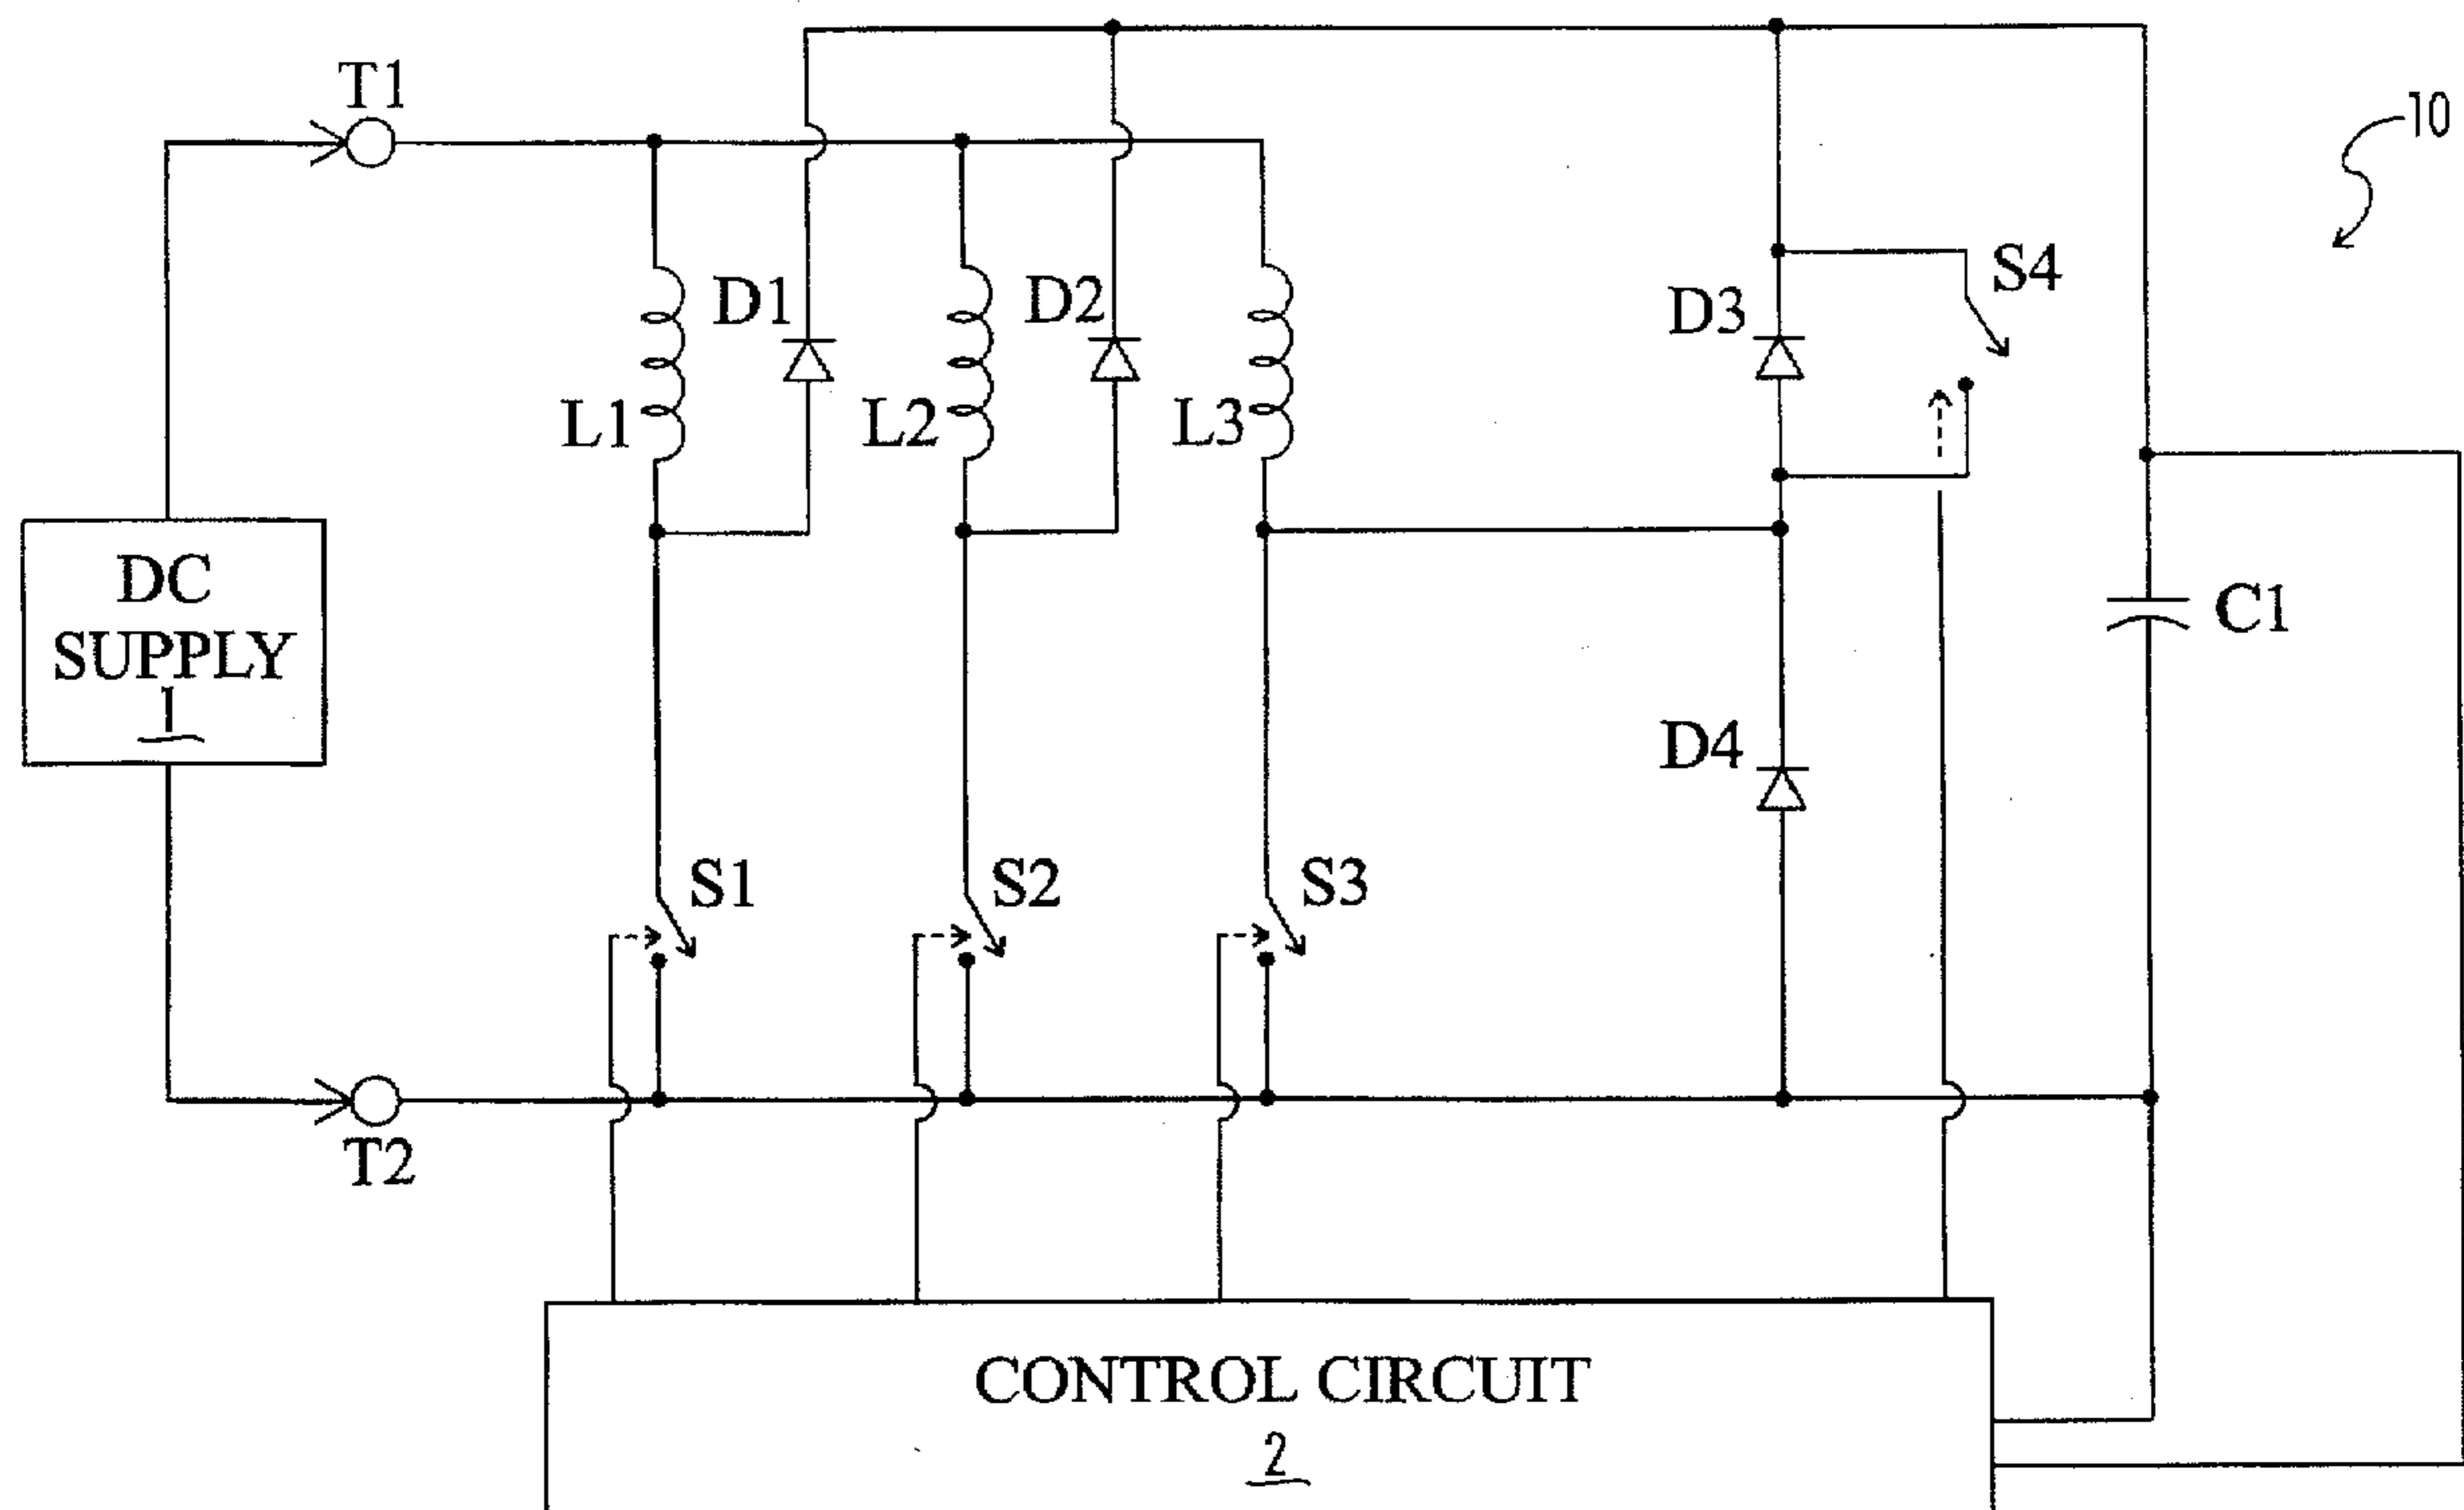 T1
10
S4
D1
D2
D3
L1
L2
L3
DC
SUPPLY
1
C1
D4
S1
S2
S3
T2
CONTROL CIRCUIT
2